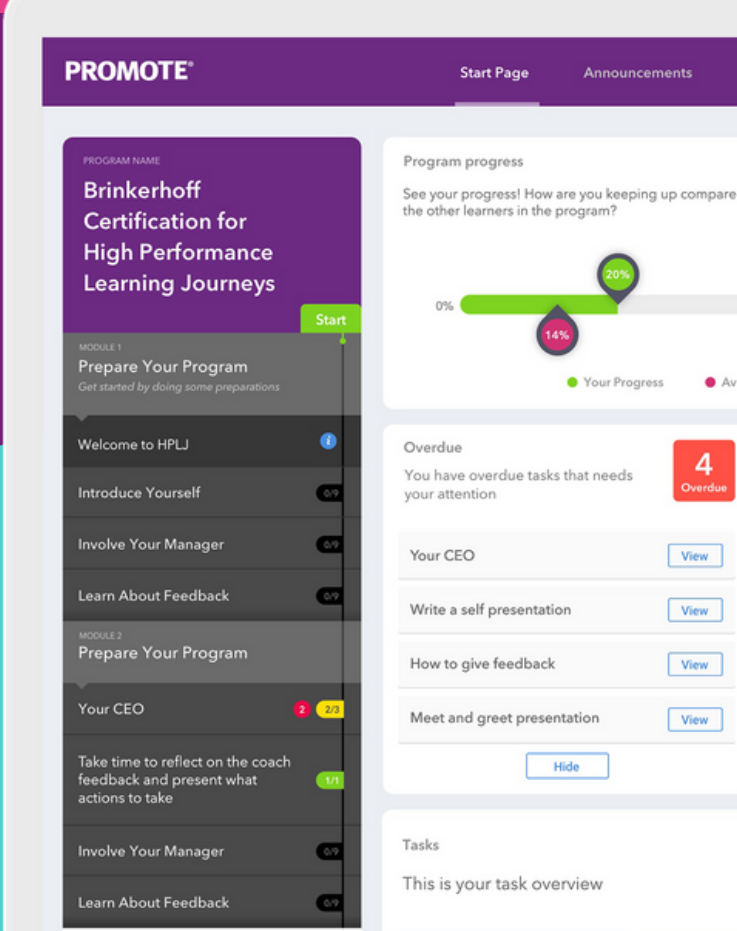 PROMOTE®
Start Page
Announcements
PROGRAM NAME
Brinkerhoff
Certification for
High Performance
Learning Journeys
Start
MODULE 1
Prepare Your Program
Get started by doing some preparations
Welcome to HPLJ
i
Introduce Yourself
0/9
Involve Your Manager
0/9
Learn About Feedback
0/9
MODULE 2
Prepare Your Program
Your CEO
2
2/3
Take time to reflect on the coach
feedback and present what
actions to take
1/1
Involve Your Manager
0/9
Learn About Feedback
0/9
Program progress
See your progress! How are you keeping up compare
the other learners in the program?
20%
0%
14%
Your Progress
Av
Overdue
You have overdue tasks that needs
your attention
4
Overdue
Your CEO
View
Write a self presentation
View
How to give feedback
View
Meet and greet presentation
View
Hide
Tasks
This is your task overview